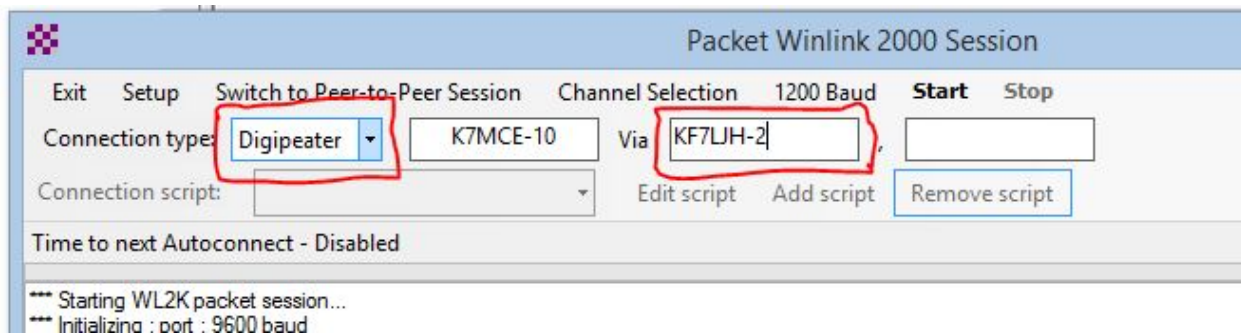 Packet Winlink 2000 Session
Exit Setup Switch to Peer-to-Peer Session Channel Selection 1200 Baud Start Stop
Connection type: Digipeater K7MCE-10 Via KF7LJH-2 ,
Connection script: Edit script Add script Remove script
Time to next Autoconnect - Disabled
*** Starting WL2K packet session...
*** Initializing ; port ; 9600 baud